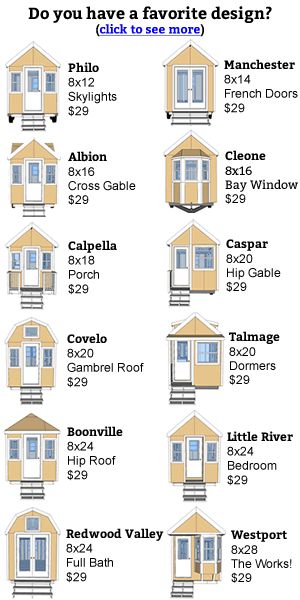 Do you have a favorite design?
(click to see more)
Philo
8x12
Skylights
$29
Manchester
8x14
French Doors
$29
Albion
8x16
Cross Gable
$29
Cleone
8x16
Bay Window
$29
Calpella
8x18
Porch
$29
Caspar
8x20
Hip Gable
$29
Covelo
8x20
Gambrel Roof
$29
Talmage
8x20
Dormers
$29
Boonville
8x24
Hip Roof
$29
Little River
8x24
Bedroom
$29
Redwood Valley
8x24
Full Bath
$29
Westport
8x28
The Works!
$29